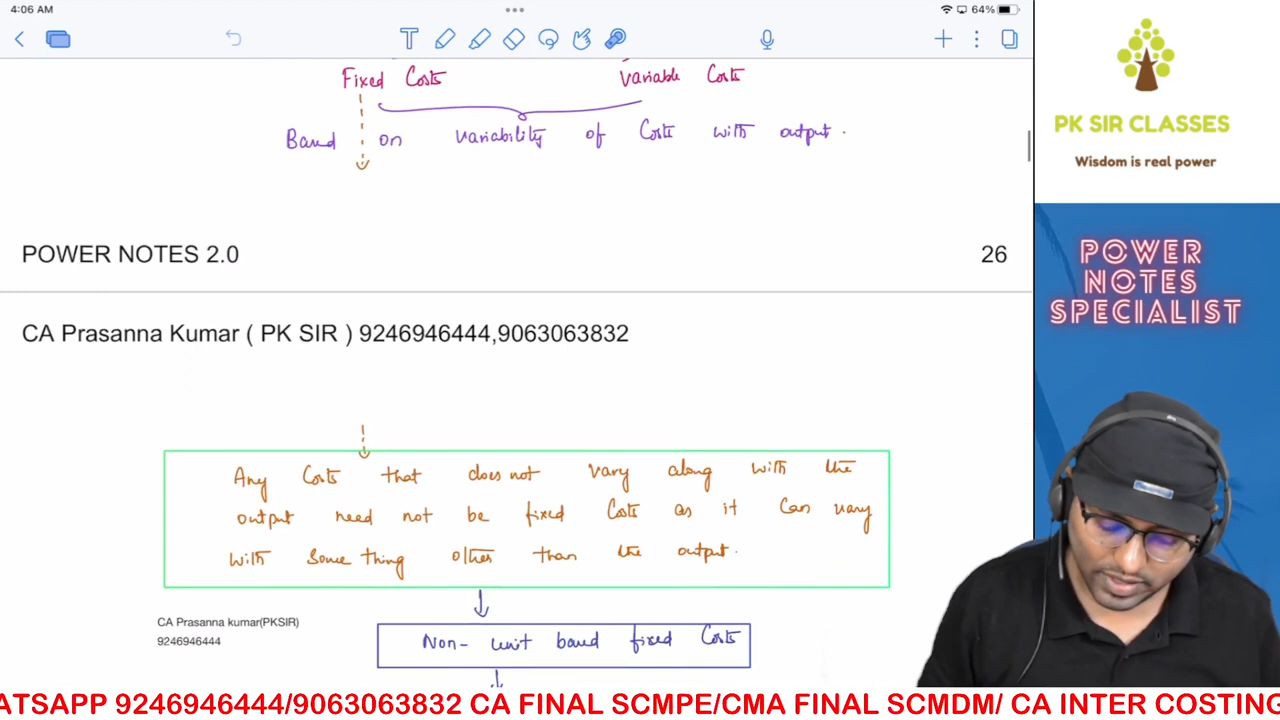 4:06 AM
64%
Fixed Costs
Variable Costs
Based on variability of Costs with output.
POWER NOTES 2.0
26
CA Prasanna Kumar ( PK SIR ) 9246946444,9063063832
Any Costs that does not vary along with the
output need not be fixed Costs as it Can vary
with Some thing other than the output.
CA Prasanna kumar(PKSIR)
9246946444
Non-unit based fixed Costs
PK SIR CLASSES
Wisdom is real power
POWER
NOTES
SPECIALIST
ATSAPP 9246946444/9063063832 CA FINAL SCMPE/CMA FINAL SCMDM/ CA INTER COSTING